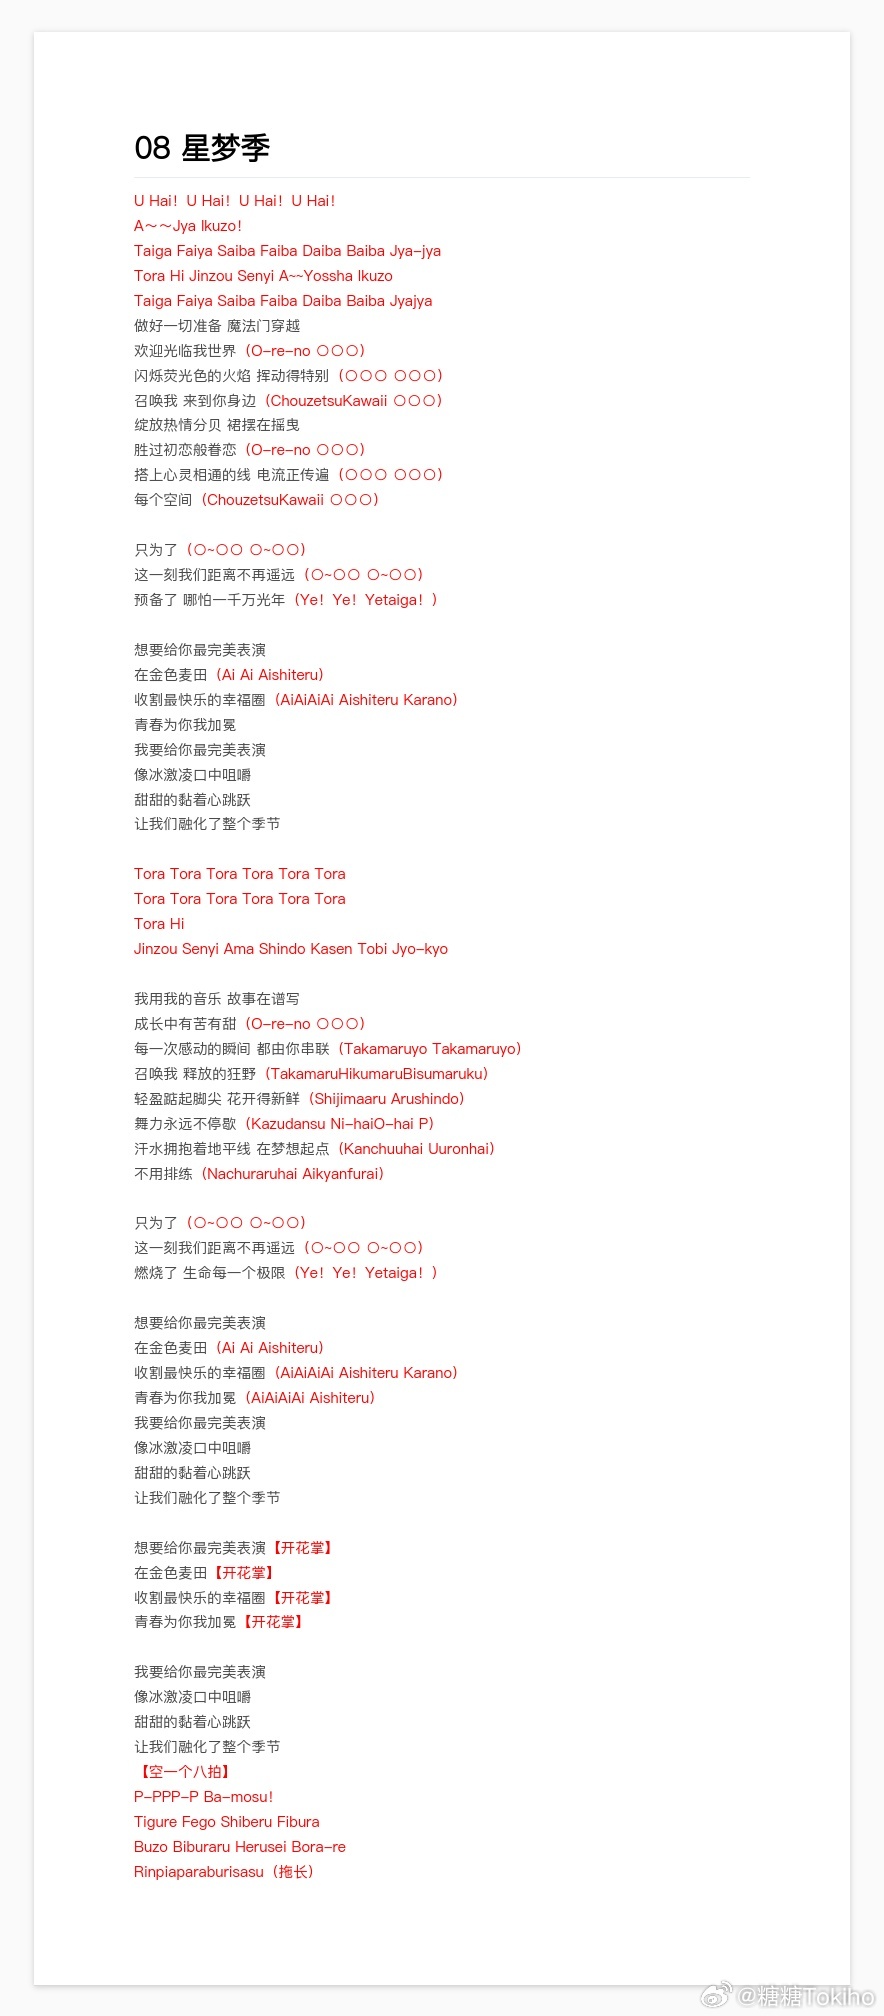 08 星梦季
U Hai！U Hai！U Hai！U Hai！
A～～Jya Ikuzo！
Taiga Faiya Saiba Faiba Daiba Baiba Jya-jya
Tora Hi Jinzou Senyi A~~Yossha Ikuzo
Taiga Faiya Saiba Faiba Daiba Baiba Jyajya
做好一切准备 魔法门穿越
欢迎光临我世界（O-re-no 〇〇〇）
闪烁荧光色的火焰 挥动得特别（〇〇〇 〇〇〇）
召唤我 来到你身边（ChouzetsuKawaii 〇〇〇）
绽放热情分贝 裙摆在摇曳
胜过初恋般眷恋（O-re-no 〇〇〇）
搭上心灵相通的线 电流正传遍（〇〇〇 〇〇〇）
每个空间（ChouzetsuKawaii 〇〇〇）
只为了（〇~〇〇 〇~〇〇）
这一刻我们距离不再遥远（〇~〇〇 〇~〇〇）
预备了 哪怕一千万光年（Ye！Ye！Yetaiga！）
想要给你最完美表演
在金色麦田（Ai Ai Aishiteru）
收割最快乐的幸福圈（AiAiAiAi Aishiteru Karano）
青春为你我加冕
我要给你最完美表演
像冰激凌口中咀嚼
甜甜的黏着心跳跃
让我们融化了整个季节
Tora Tora Tora Tora Tora Tora
Tora Tora Tora Tora Tora Tora
Tora Hi
Jinzou Senyi Ama Shindo Kasen Tobi Jyo-kyo
我用我的音乐 故事在谱写
成长中有苦有甜（O-re-no 〇〇〇）
每一次感动的瞬间 都由你串联（Takamaruyo Takamaruyo）
召唤我 释放的狂野（TakamaruHikumaruBisumaruku）
轻盈踮起脚尖 花开得新鲜（Shijimaaru Arushindo）
舞力永远不停歇（Kazudansu Ni-haiO-hai P）
汗水拥抱着地平线 在梦想起点（Kanchuuhai Uuronhai）
不用排练（Nachuraruhai Aikyanfurai）
只为了（〇~〇〇 〇~〇〇）
这一刻我们距离不再遥远（〇~〇〇 〇~〇〇）
燃烧了 生命每一个极限（Ye！Ye！Yetaiga！）
想要给你最完美表演
在金色麦田（Ai Ai Aishiteru）
收割最快乐的幸福圈（AiAiAiAi Aishiteru Karano）
青春为你我加冕（AiAiAiAi Aishiteru）
我要给你最完美表演
像冰激凌口中咀嚼
甜甜的黏着心跳跃
让我们融化了整个季节
想要给你最完美表演【开花掌】
在金色麦田【开花掌】
收割最快乐的幸福圈【开花掌】
青春为你我加冕【开花掌】
我要给你最完美表演
像冰激凌口中咀嚼
甜甜的黏着心跳跃
让我们融化了整个季节
【空一个八拍】
P-PPP-P Ba-mosu！
Tigure Fego Shiberu Fibura
Buzo Biburaru Herusei Bora-re
Rinpiaparaburisasu（拖长）
@糖糖Tokiho